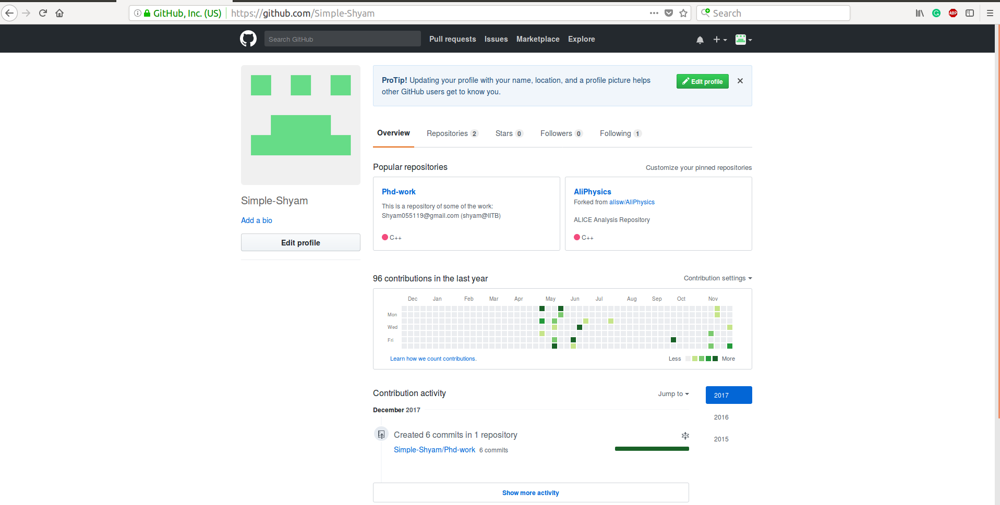 GitHub, Inc. (US) https://github.com/Simple-Shyam
Search
ABP
Search GitHub
Pull requests Issues Marketplace Explore
ProTip! Updating your profile with your name, location, and a profile picture helps
other GitHub users get to know you.
Edit profile
Overview Repositories 2 Stars 0 Followers 0 Following 1
Simple-Shyam
Add a bio
Edit profile
Popular repositories
Customize your pinned repositories
Phd-work
This is a repository of some of the work:
Shyam055119@gmail.com (shyam@IITB)
C++
AliPhysics
Forked from alisw/AliPhysics
ALICE Analysis Repository
C++
96 contributions in the last year
Contribution settings
Dec Jan Feb Mar Apr May Jun Jul Aug Sep Oct Nov
Mon
Wed
Fri
Learn how we count contributions.
Less More
Contribution activity
Jump to
2017
2016
2015
December 2017
Created 6 commits in 1 repository
Simple-Shyam/Phd-work 6 commits
Show more activity